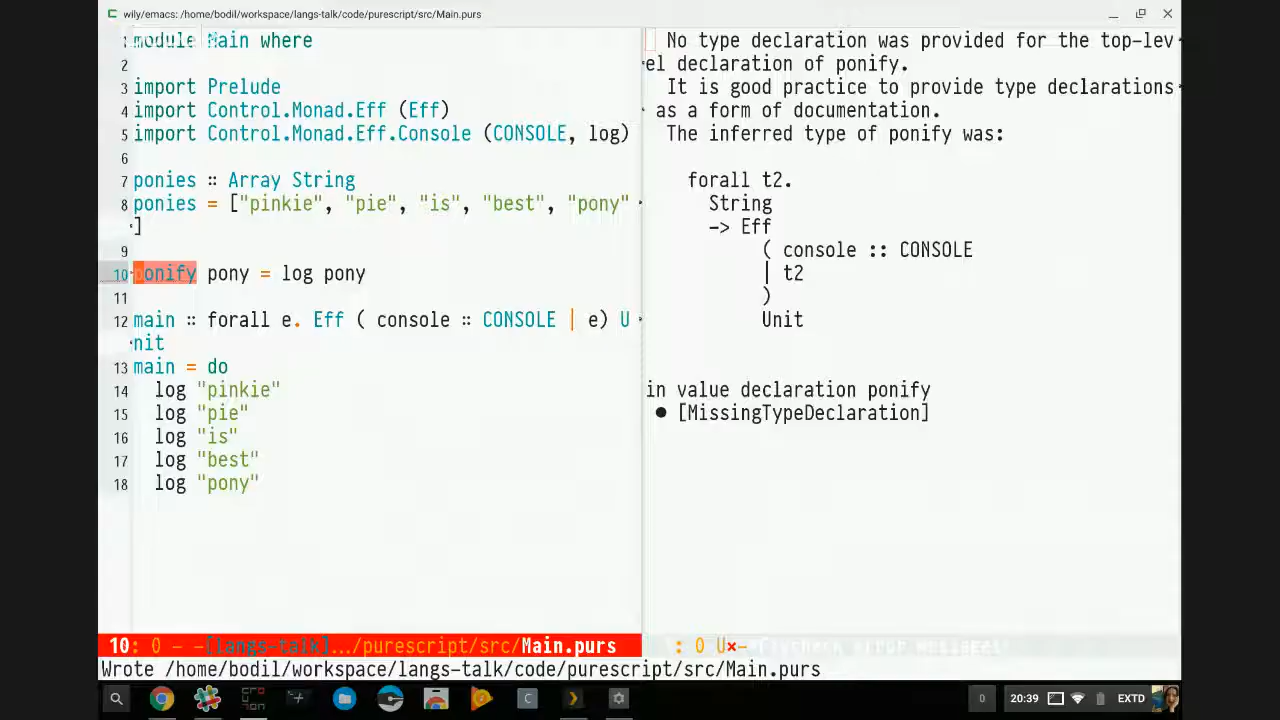 wily/emacs: /home/bodil/workspace/langs-talk/code/purescript/src/Main.purs
1 module Main where
2
3 import Prelude
4 import Control.Monad.Eff (Eff)
5 import Control.Monad.Eff.Console (CONSOLE, log)
6
7 ponies :: Array String
8 ponies = ["pinkie", "pie", "is", "best", "pony"
]
9
10 ponify pony = log pony
11
12 main :: forall e. Eff ( console :: CONSOLE | e) U
nit
13 main = do
14 log "pinkie"
15 log "pie"
16 log "is"
17 log "best"
18 log "pony"
10: 0 - -[langs-talk].../purescript/src/Main.purs
No type declaration was provided for the top-lev
el declaration of ponify.
It is good practice to provide type declarations
as a form of documentation.
The inferred type of ponify was:
forall t2.
String
-> Eff
( console :: CONSOLE
| t2
)
Unit
in value declaration ponify
● [MissingTypeDeclaration]
: 0 U×-*Flycheck error messages*
Wrote /home/bodil/workspace/langs-talk/code/purescript/src/Main.purs
0 20:39 EXTD